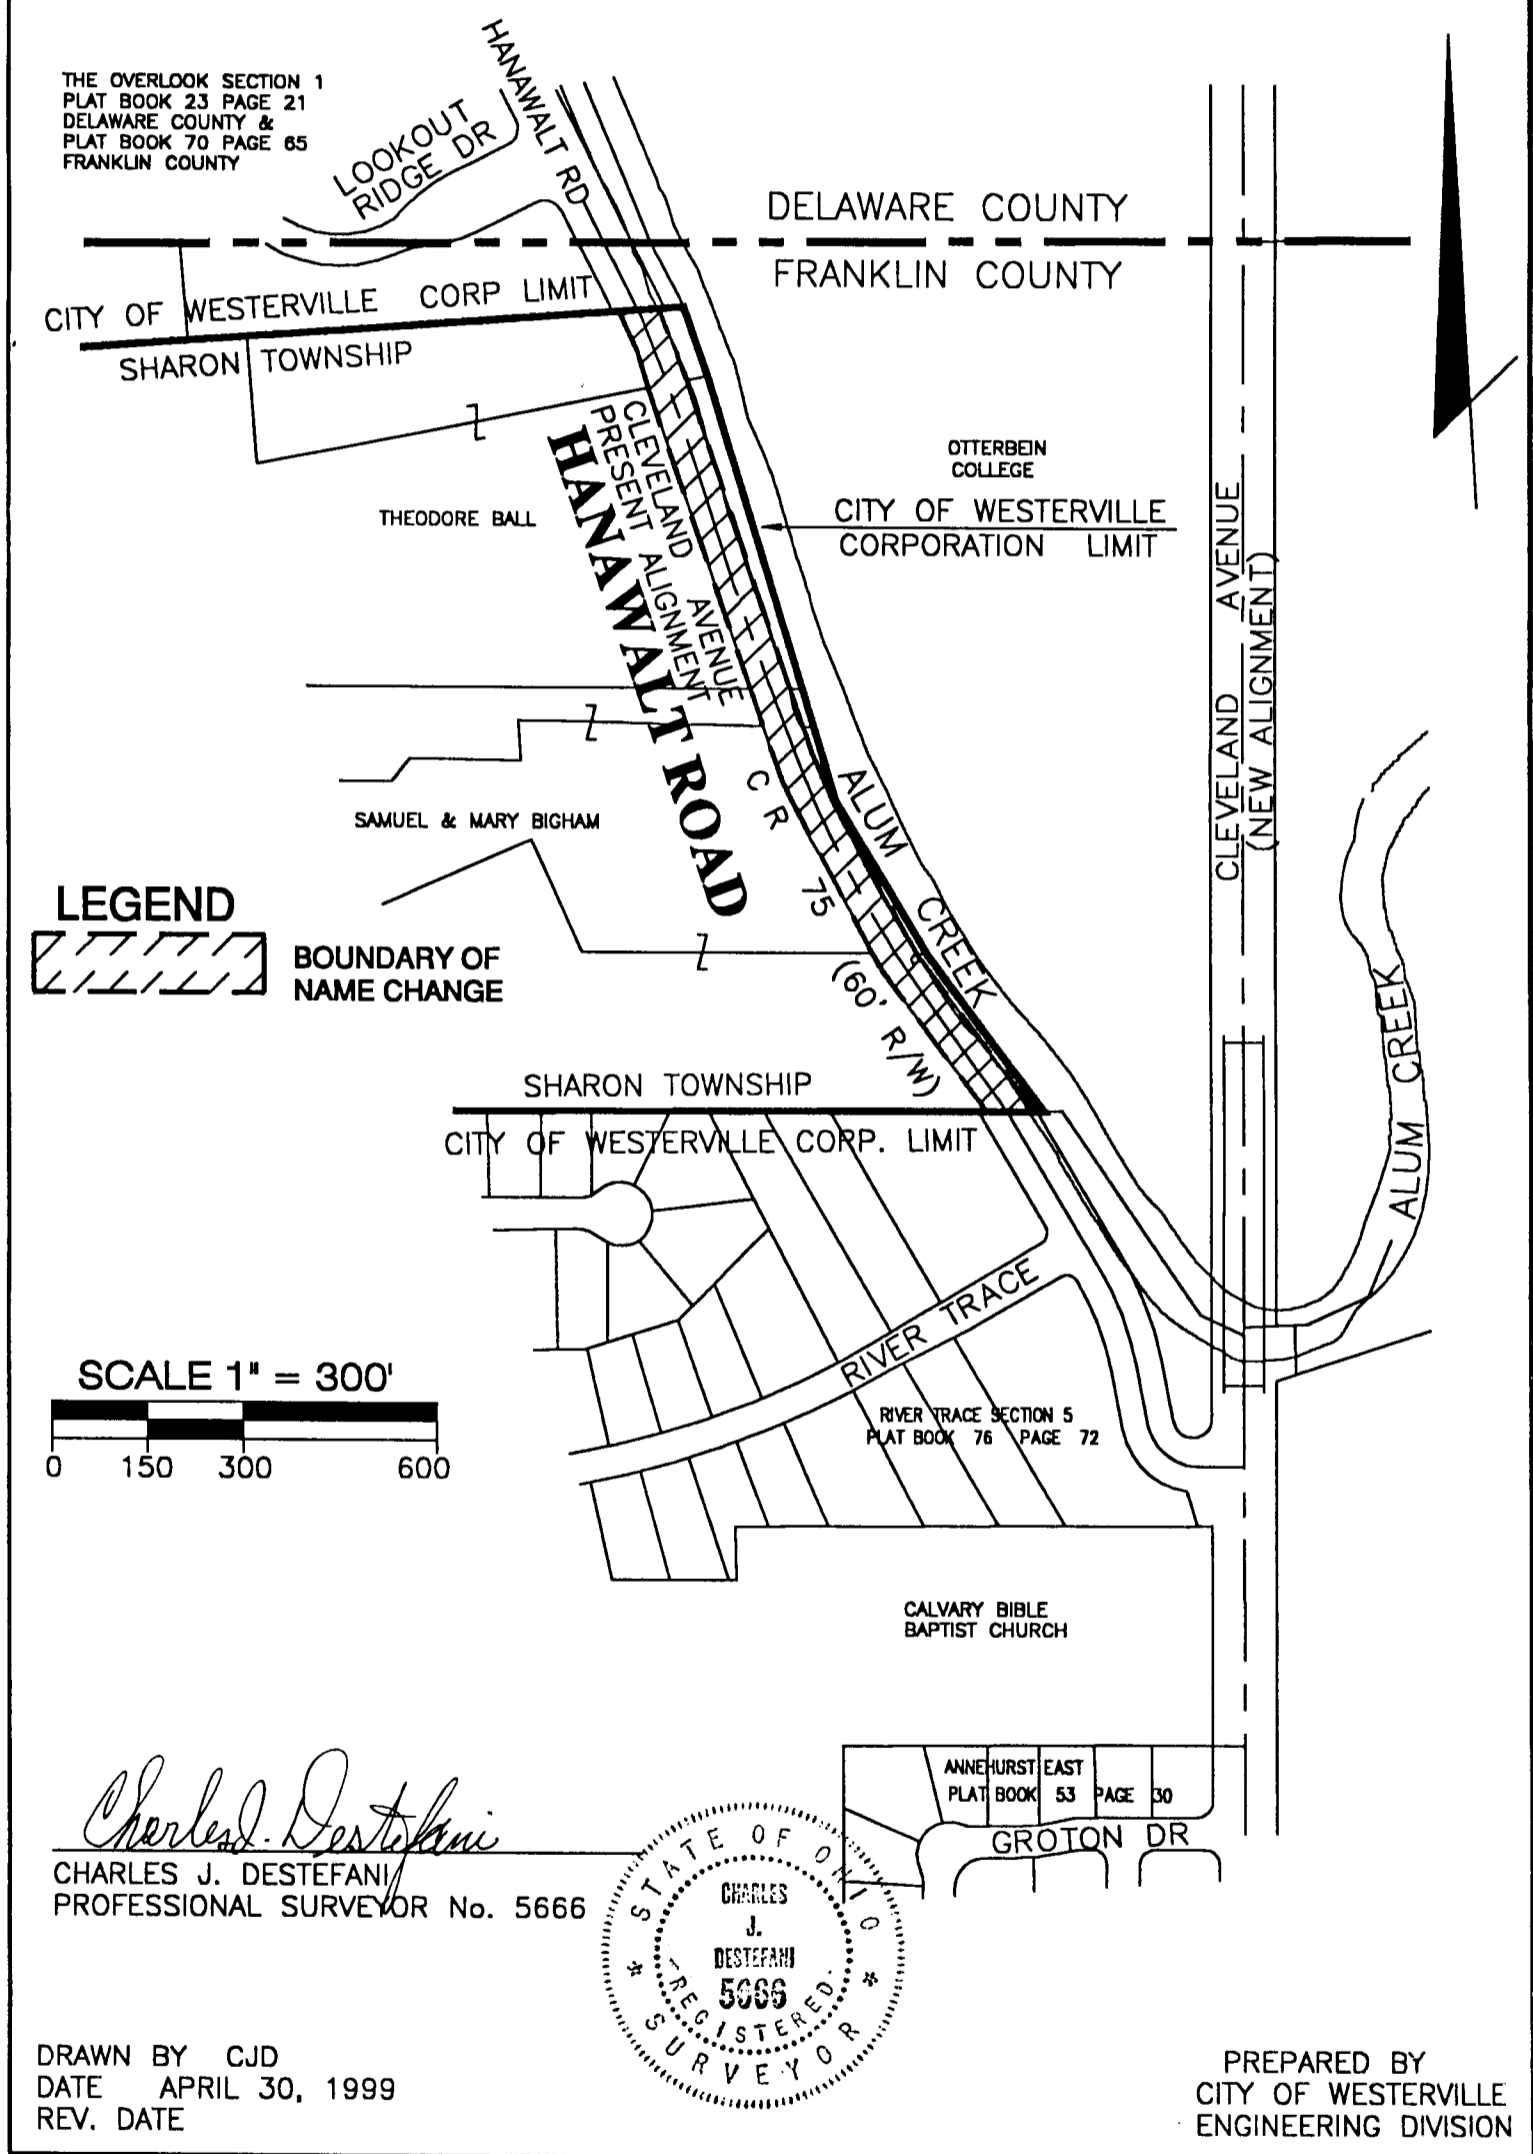 THE OVERLOOK SECTION 1
PLAT BOOK 23 PAGE 21
DELAWARE COUNTY &
PLAT BOOK 70 PAGE 65
FRANKLIN COUNTY
LOOKOUT
RIDGE DR
HANAWALT RD
DELAWARE COUNTY
FRANKLIN COUNTY
CITY OF WESTERVILLE CORP LIMIT
SHARON TOWNSHIP
CLEVELAND AVENUE
PRESENT ALIGNMENT
HANAWALT ROAD
THEODORE BALL
OTTERBEIN
COLLEGE
CITY OF WESTERVILLE
CORPORATION LIMIT
CLEVELAND AVENUE
(NEW ALIGNMENT)
C R 75 (60' R/W)
ALUM CREEK
SAMUEL & MARY BIGHAM
LEGEND
BOUNDARY OF
NAME CHANGE
ALUM CREEK
SHARON TOWNSHIP
CITY OF WESTERVILLE CORP. LIMIT
RIVER TRACE
SCALE 1" = 300'
0 150 300 600
RIVER TRACE SECTION 5
PLAT BOOK 76 PAGE 72
CALVARY BIBLE
BAPTIST CHURCH
ANNEHURST EAST
PLAT BOOK 53 PAGE 30
GROTON DR
Charles J. Destefani
CHARLES J. DESTEFANI
PROFESSIONAL SURVEYOR No. 5666
STATE OF OHIO
CHARLES
J.
DESTEFANI
5666
REGISTERED
* SURVEYOR *
DRAWN BY CJD
DATE APRIL 30, 1999
REV. DATE
PREPARED BY
CITY OF WESTERVILLE
ENGINEERING DIVISION